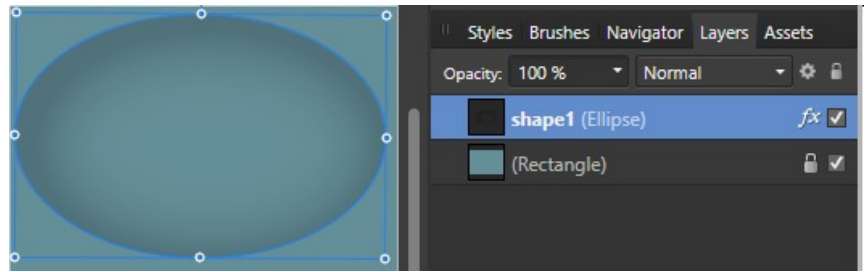 Styles Brushes Navigator Layers Assets
Opacity: 100 % Normal
shape1 (Ellipse) fx
(Rectangle)